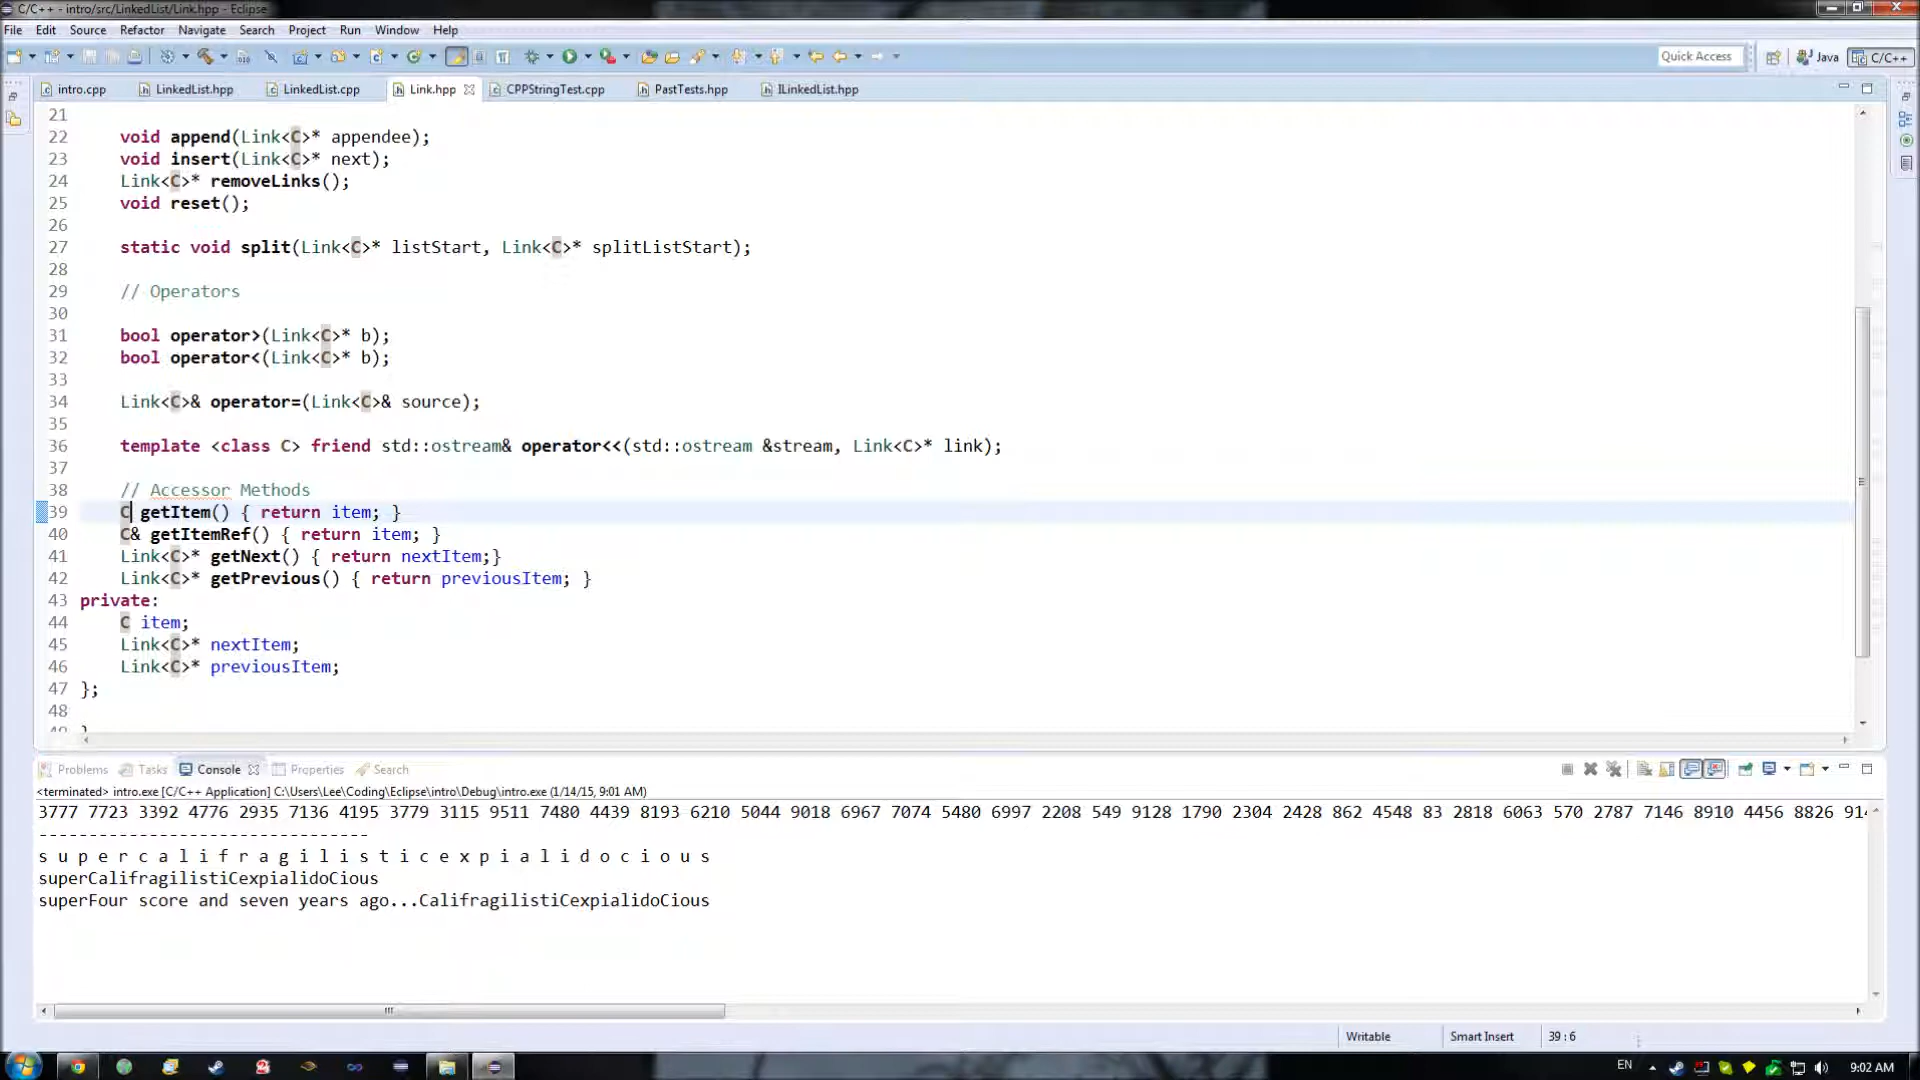 C/C++ - intro/src/LinkedList/Link.hpp - Eclipse
File Edit Source Refactor Navigate Search Project Run Window Help
Quick Access Java C/C++
intro.cpp LinkedList.hpp LinkedList.cpp Link.hpp CPPStringTest.cpp PastTests.hpp ILinkedList.hpp
21
22 void append(Link<C>* appendee);
23 void insert(Link<C>* next);
24 Link<C>* removeLinks();
25 void reset();
26
27 static void split(Link<C>* listStart, Link<C>* splitListStart);
28
29 // Operators
30
31 bool operator>(Link<C>* b);
32 bool operator<(Link<C>* b);
33
34 Link<C>& operator=(Link<C>& source);
35
36 template <class C> friend std::ostream& operator<<(std::ostream &stream, Link<C>* link);
37
38 // Accessor Methods
39 C getItem() { return item; }
40 C& getItemRef() { return item; }
41 Link<C>* getNext() { return nextItem;}
42 Link<C>* getPrevious() { return previousItem; }
43 private:
44 C item;
45 Link<C>* nextItem;
46 Link<C>* previousItem;
47 };
48
Problems Tasks Console Properties Search
<terminated> intro.exe [C/C++ Application] C:\Users\Lee\Coding\Eclipse\intro\Debug\intro.exe (1/14/15, 9:01 AM)
3777 7723 3392 4776 2935 7136 4195 3779 3115 9511 7480 4439 8193 6210 5044 9018 6967 7074 5480 6997 2208 549 9128 1790 2304 2428 862 4548 83 2818 6063 570 2787 7146 8910 4456 8826
---------------------------------
s u p e r c a l i f r a g i l i s t i c e x p i a l i d o c i o u s
superCalifragilistiCexpialidoCious
superFour score and seven years ago...CalifragilistiCexpialidoCious
Writable Smart Insert 39 : 6
EN 9:02 AM